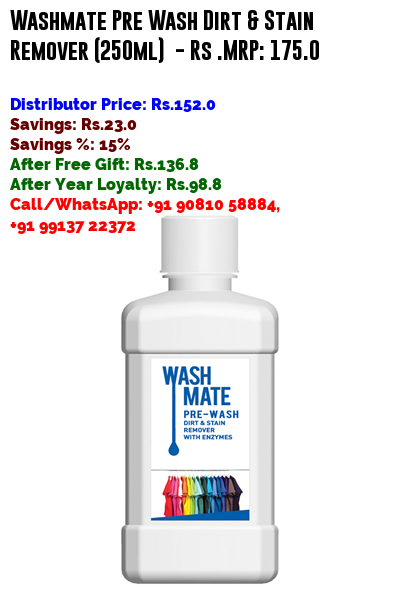 Washmate Pre Wash Dirt & Stain
Remover (250ml) - Rs .MRP: 175.0
Distributor Price: Rs.152.0
Savings: Rs.23.0
Savings %: 15%
After Free Gift: Rs.136.8
After Year Loyalty: Rs.98.8
Call/WhatsApp: +91 90810 58884,
+91 99137 22372
WASH
MATE
PRE-WASH
DIRT & STAIN
REMOVER
WITH ENZYMES